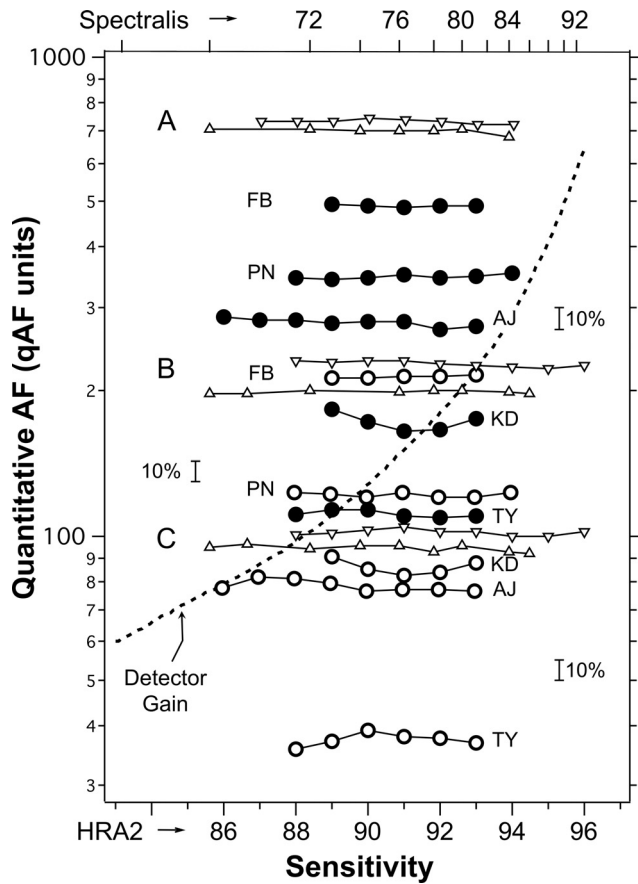 Spectralis → 72 76 80 84 92
1000
9
8
A
7
6
FB
5
4
PN
3
AJ
10%
FB
B
2
KD
10%
PN
TY
100
C
9
KD
8
AJ
7
6
Detector
Gain
10%
5
4
TY
3
HRA2 → 86 88 90 92 94 96
Sensitivity
Quantitative AF (qAF units)